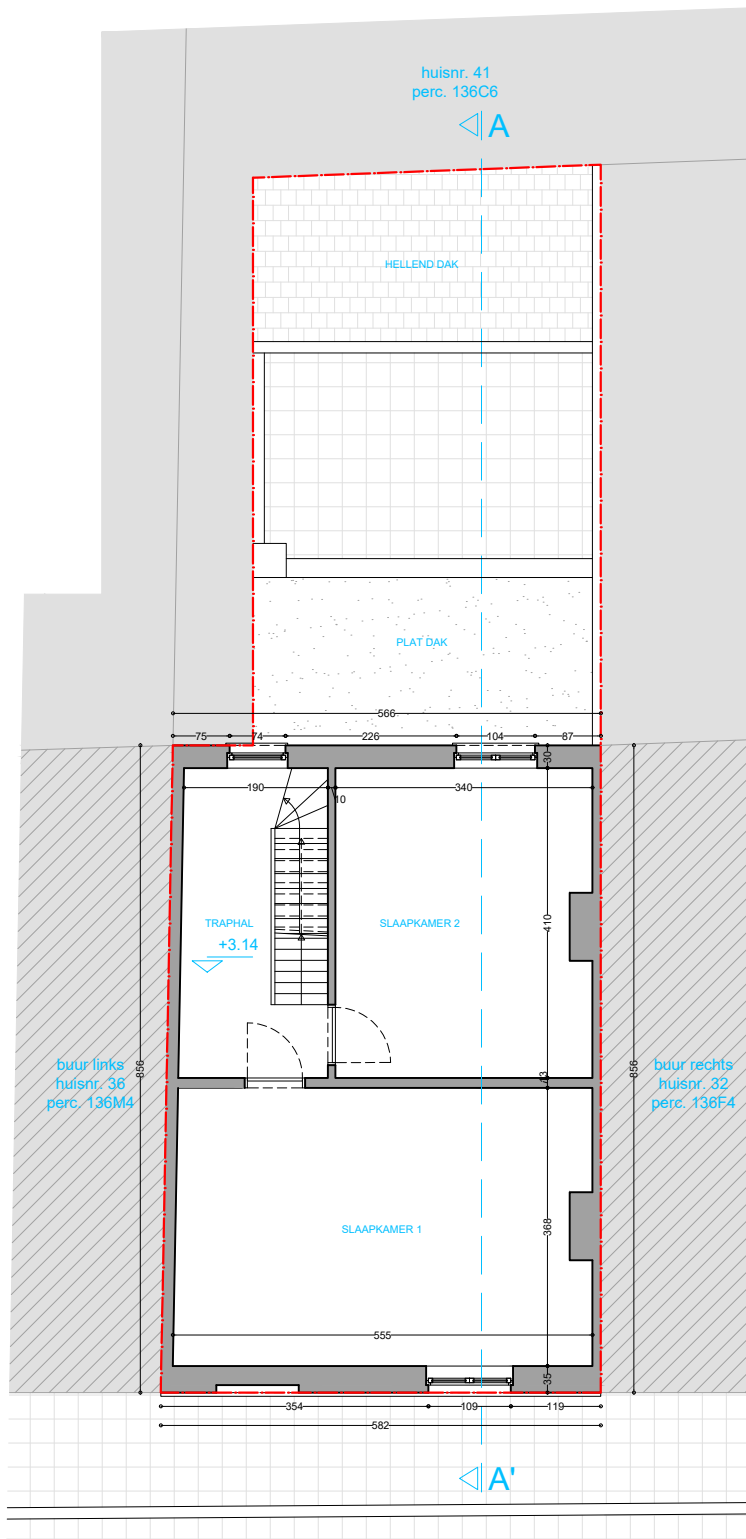 huisnr. 41
perc. 136C6
A
HELLEND DAK
PLAT DAK
566
75
74
226
104
87
30
190
10
340
TRAPHAL
+3.14
SLAAPKAMER 2
410
buur links
huisnr. 36
perc. 136M4
856
13
856
buur rechts
huisnr. 32
perc. 136F4
SLAAPKAMER 1
368
555
35
354
109
119
582
A'